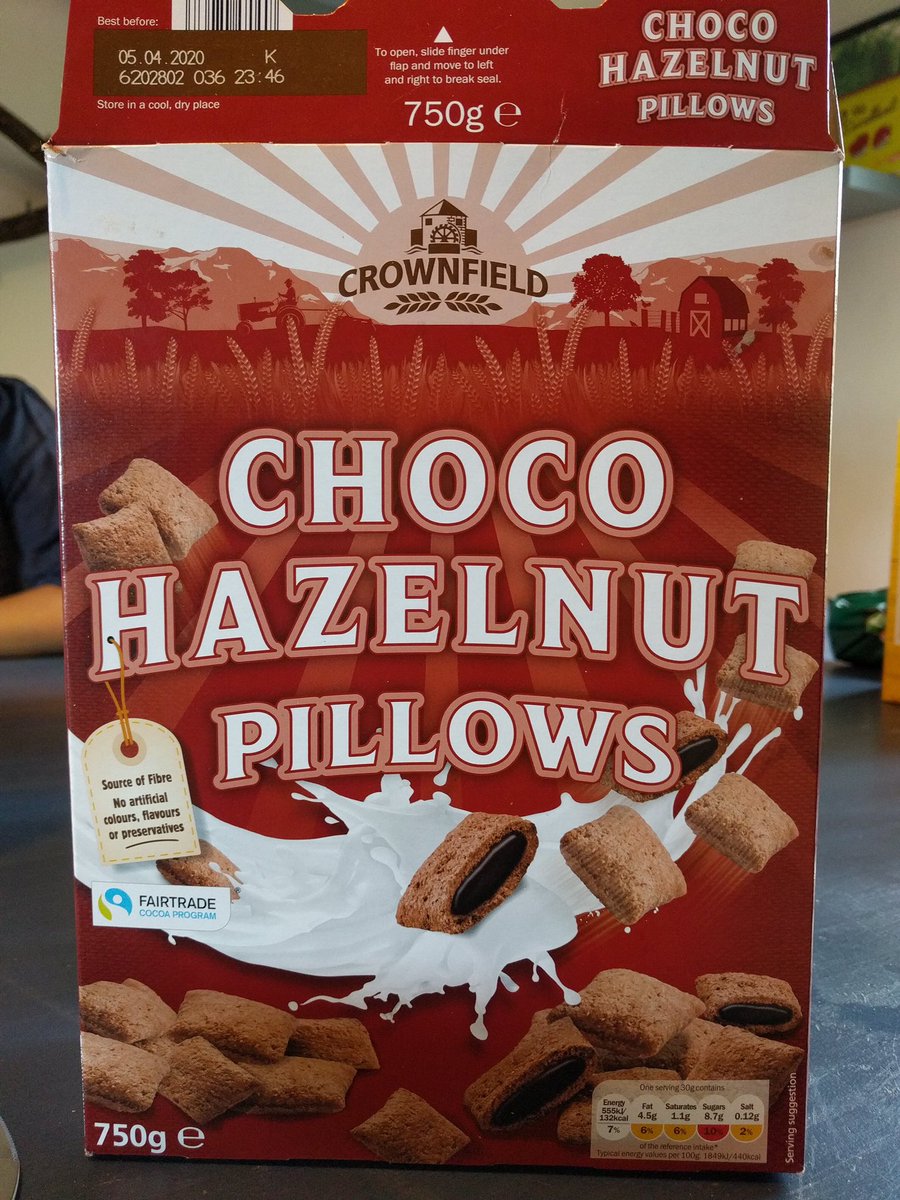 Best before:
05.04.2020 K
6202802 036 23:46
Store in a cool, dry place
To open, slide finger under
flap and move to left
and right to break seal.
750g ℮
CHOCO
HAZELNUT
PILLOWS
CROWNFIELD
CHOCO
HAZELNUT
PILLOWS
Source of Fibre
No artificial
colours, flavours
or preservatives
FAIRTRADE
COCOA PROGRAM
750g ℮
One serving 30g contains
Energy Fat Saturates Sugars Salt
555kJ/ 4.5g 1.1g 8.7g 0.12g
132kcal
7% 6% 6% 10% 2%
of the reference intake*
Typical energy values per 100g: 1849kJ/440kcal
Serving suggestion